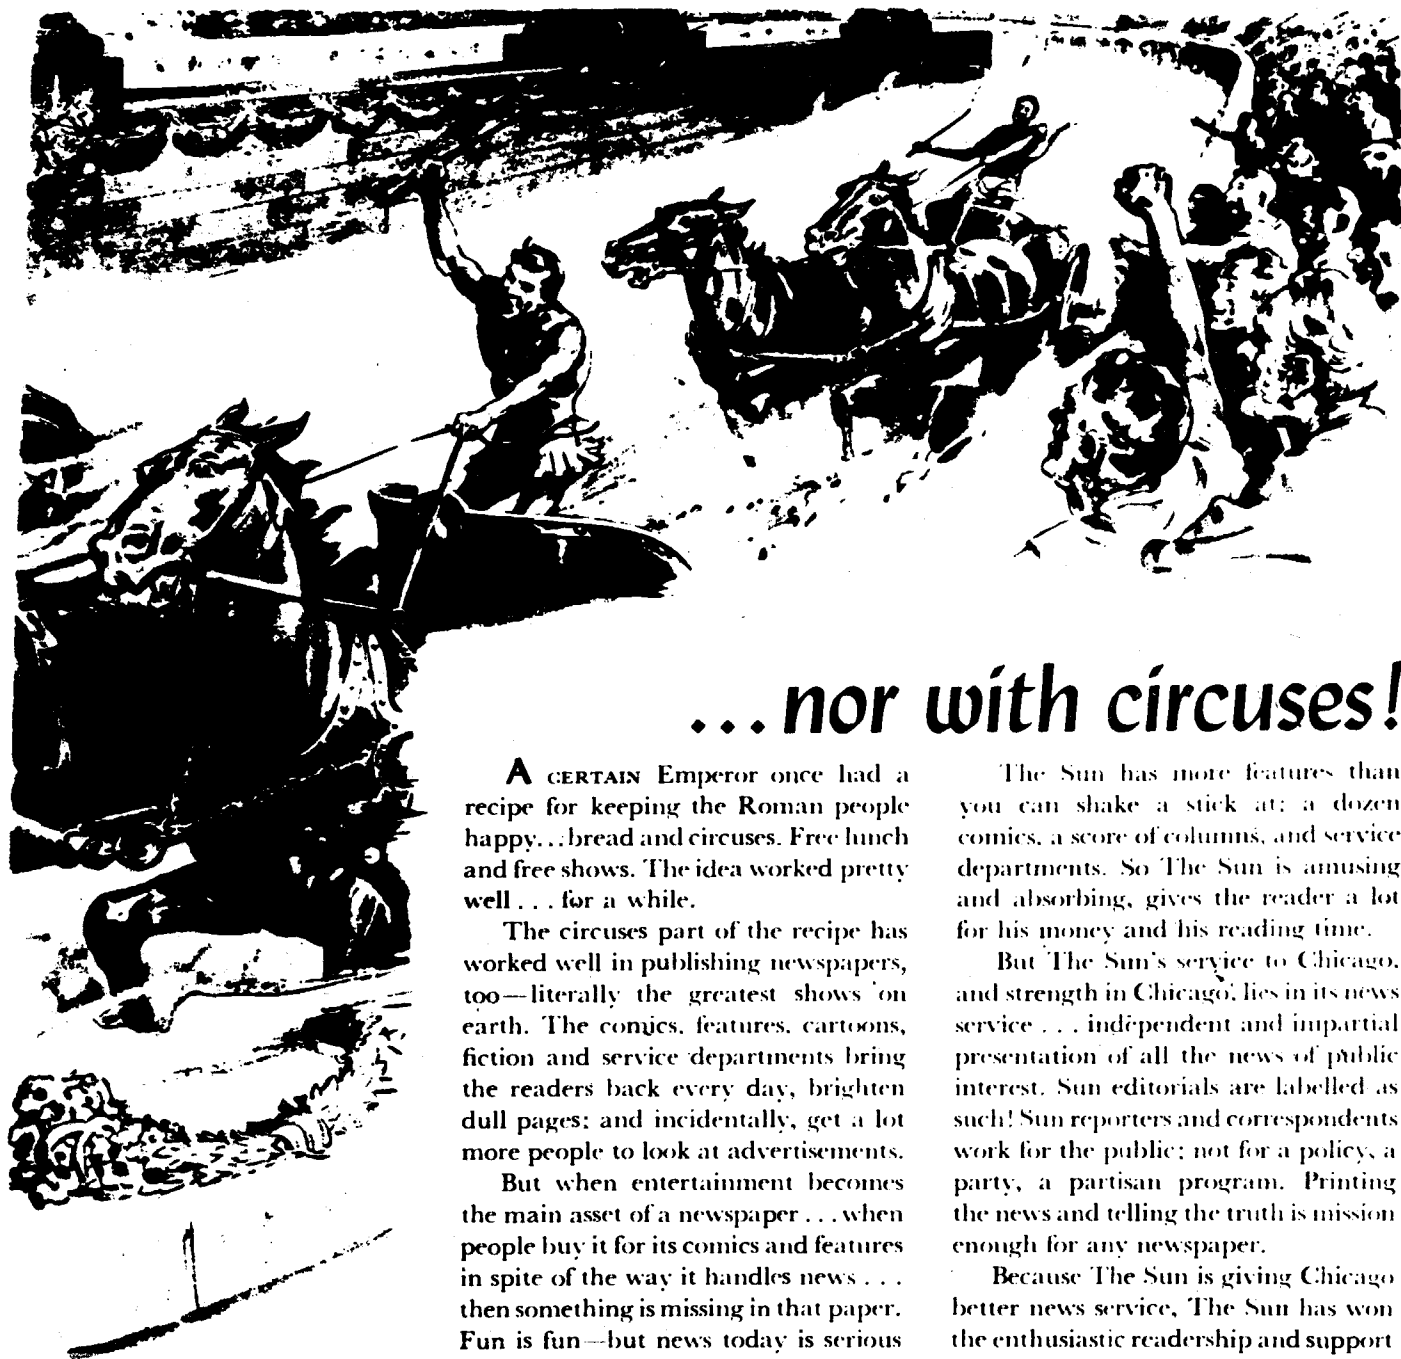 ...nor with circuses!
A CERTAIN Emperor once had a
recipe for keeping the Roman people
happy...bread and circuses. Free lunch
and free shows. The idea worked pretty
well . . . for a while.
The circuses part of the recipe has
worked well in publishing newspapers,
too—literally the greatest shows on
earth. The comics, features, cartoons,
fiction and service departments bring
the readers back every day, brighten
dull pages; and incidentally, get a lot
more people to look at advertisements.
But when entertainment becomes
the main asset of a newspaper . . . when
people buy it for its comics and features
in spite of the way it handles news . . .
then something is missing in that paper.
Fun is fun—but news today is serious
The Sun has more features than
you can shake a stick at; a dozen
comics, a score of columns, and service
departments. So The Sun is amusing
and absorbing, gives the reader a lot
for his money and his reading time.
But The Sun's service to Chicago,
and strength in Chicago, lies in its news
service . . . independent and impartial
presentation of all the news of public
interest. Sun editorials are labelled as
such! Sun reporters and correspondents
work for the public; not for a policy, a
party, a partisan program. Printing
the news and telling the truth is mission
enough for any newspaper.
Because The Sun is giving Chicago
better news service, The Sun has won
the enthusiastic readership and support